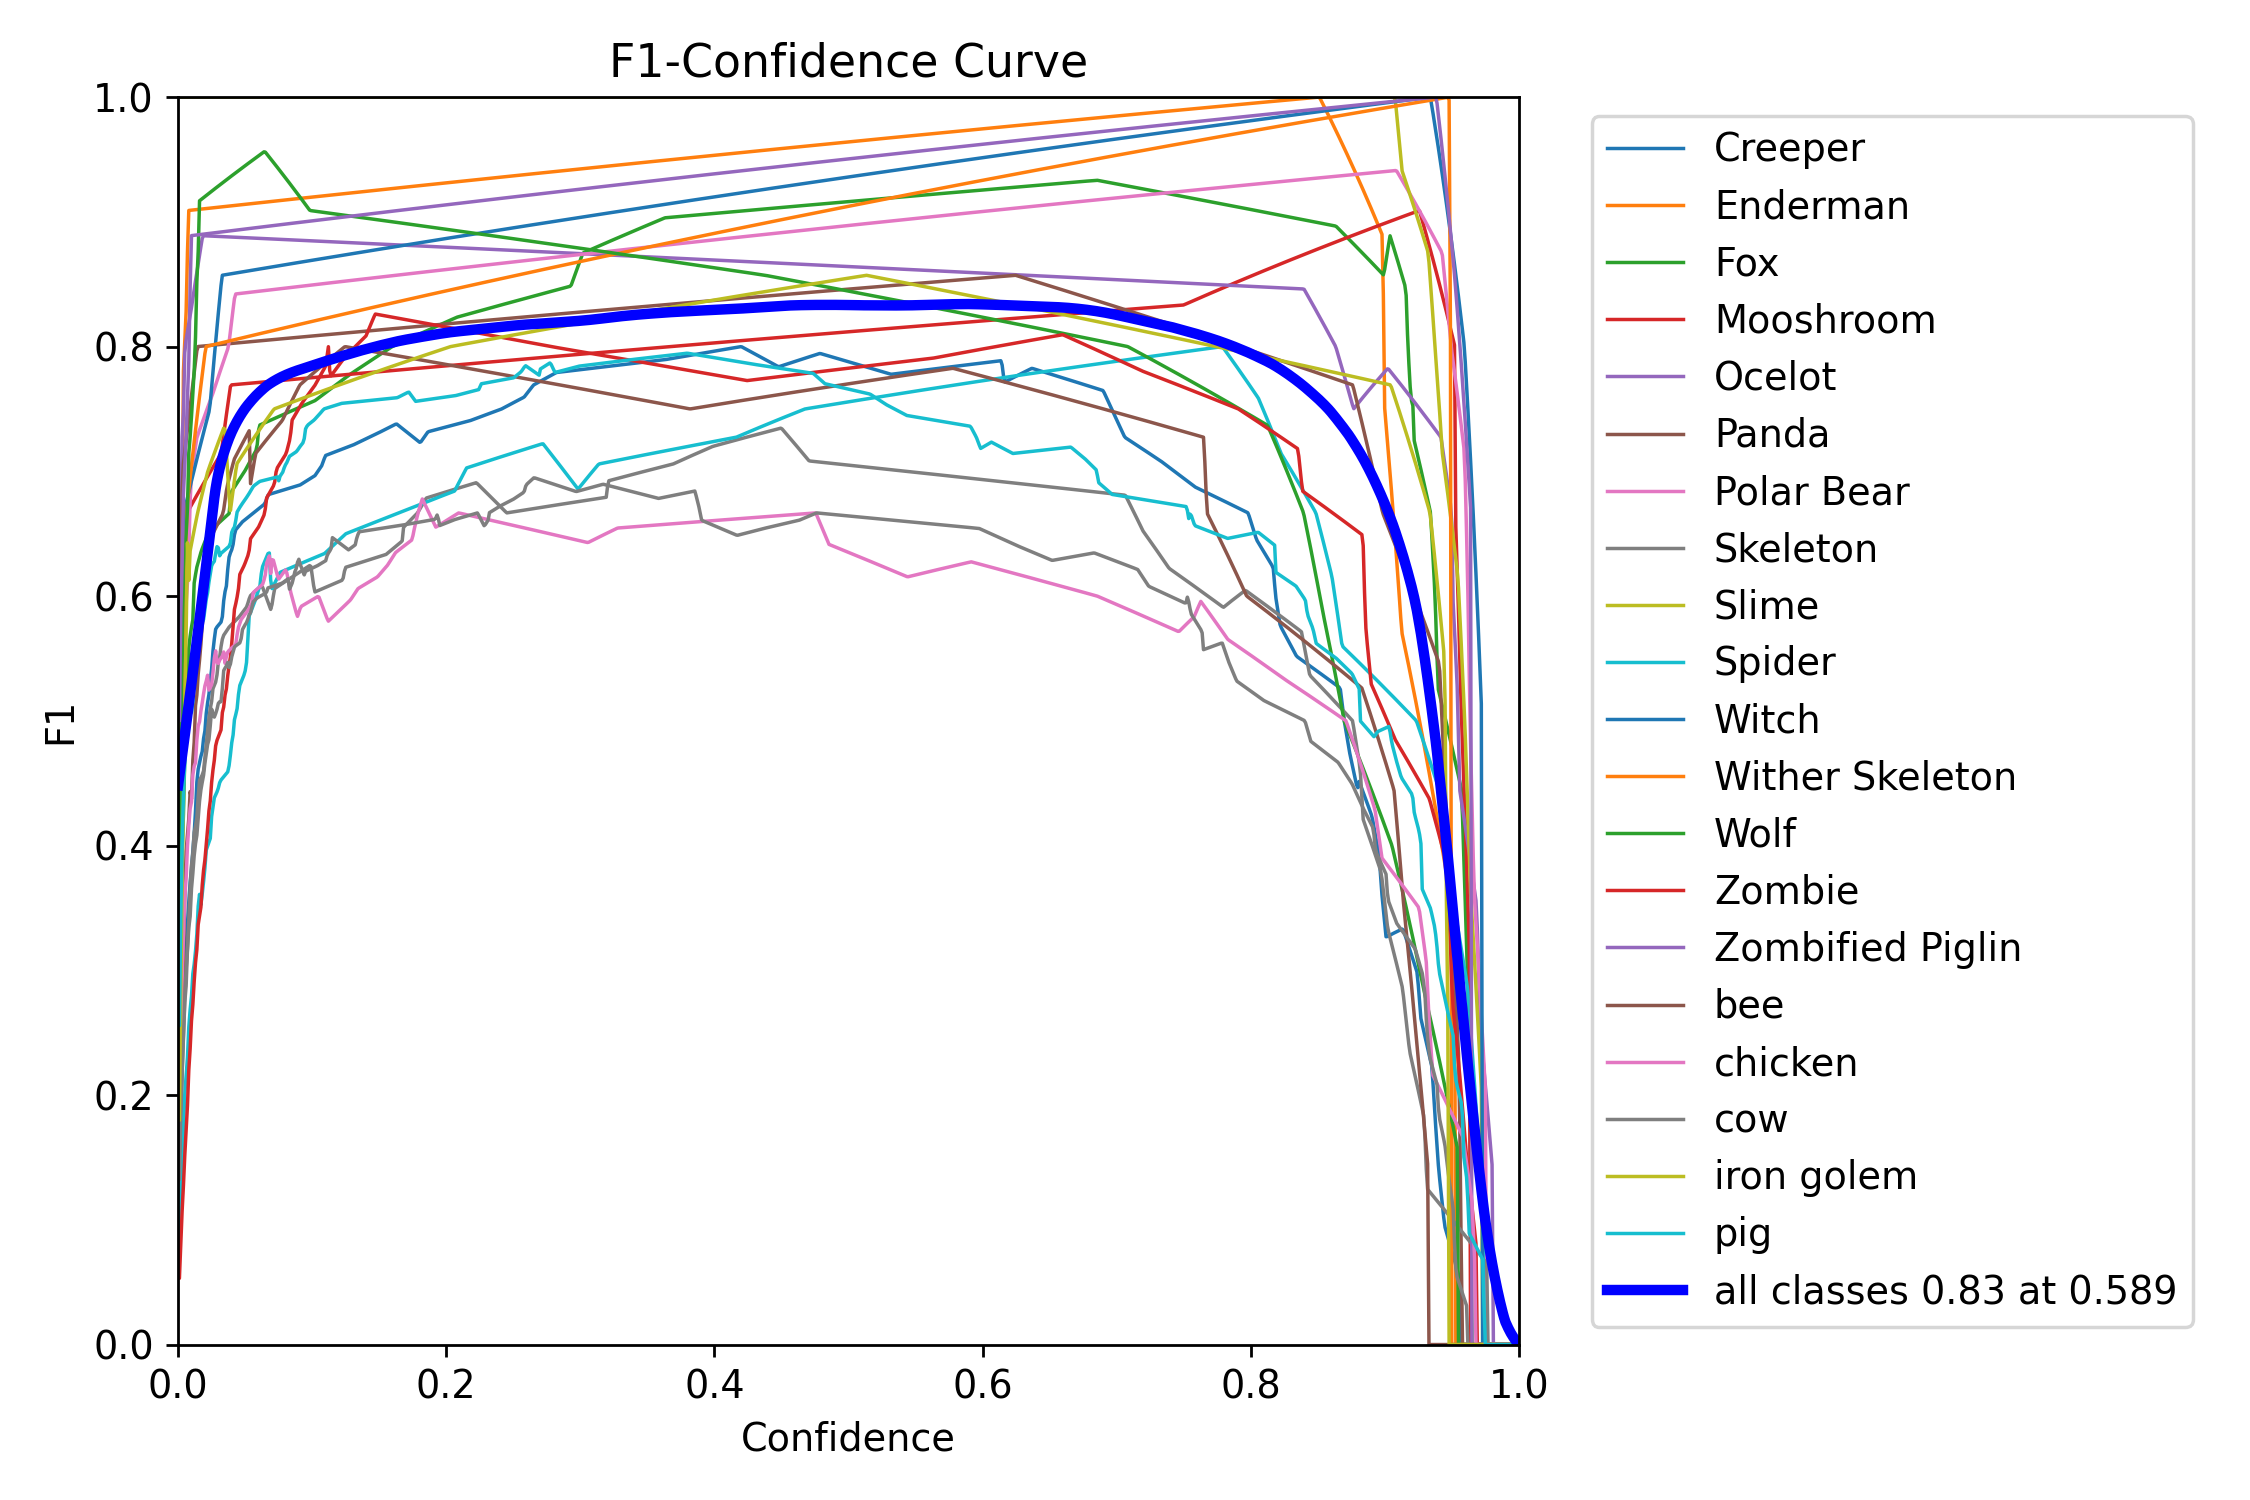 F1-Confidence Curve
1.0
0.8
0.6
0.4
0.2
0.0
F1
0.0 0.2 0.4 0.6 0.8 1.0
Confidence
Creeper
Enderman
Fox
Mooshroom
Ocelot
Panda
Polar Bear
Skeleton
Slime
Spider
Witch
Wither Skeleton
Wolf
Zombie
Zombified Piglin
bee
chicken
cow
iron golem
pig
all classes 0.83 at 0.589